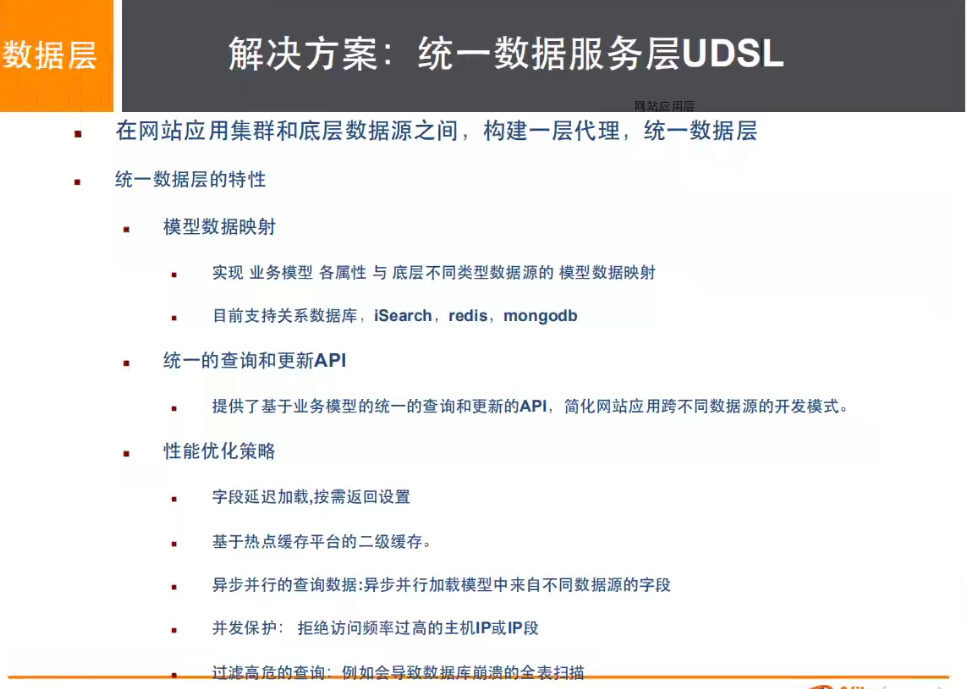 数据层
解决方案：统一数据服务层UDSL
网站应用层
在网站应用集群和底层数据源之间，构建一层代理，统一数据层
统一数据层的特性
模型数据映射
实现 业务模型 各属性 与 底层不同类型数据源的 模型数据映射
目前支持关系数据库，iSearch，redis，mongodb
统一的查询和更新API
提供了基于业务模型的统一的查询和更新的API，简化网站应用跨不同数据源的开发模式。
性能优化策略
字段延迟加载,按需返回设置
基于热点缓存平台的二级缓存。
异步并行的查询数据:异步并行加载模型中来自不同数据源的字段
并发保护： 拒绝访问频率过高的主机IP或IP段
过滤高危的查询：例如会导致数据库崩溃的全表扫描